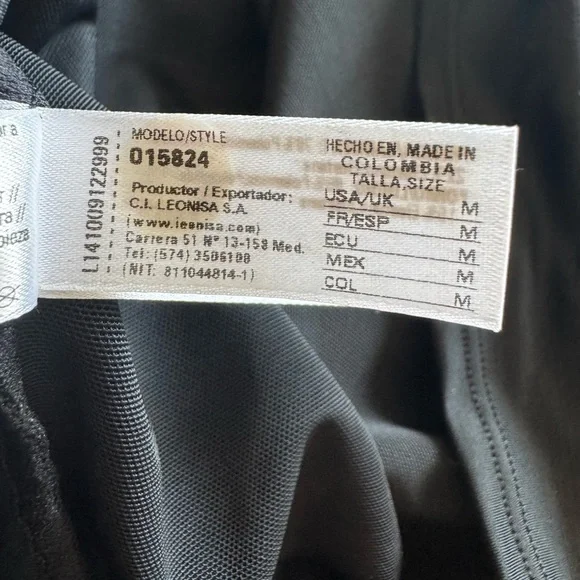 MODELO/STYLE
015824
Productor / Exportador:
C.I. LEONISA S.A.
(www.leonisa.com)
Carrera 51 Nº 13-158 Med.
Tel: (574) 3506100
(NIT: 811044814-1)
L141009122999
HECHO EN, MADE IN
COLOMBIA
TALLA,SIZE
USA/UK M
FR/ESP M
ECU M
MEX M
COL M